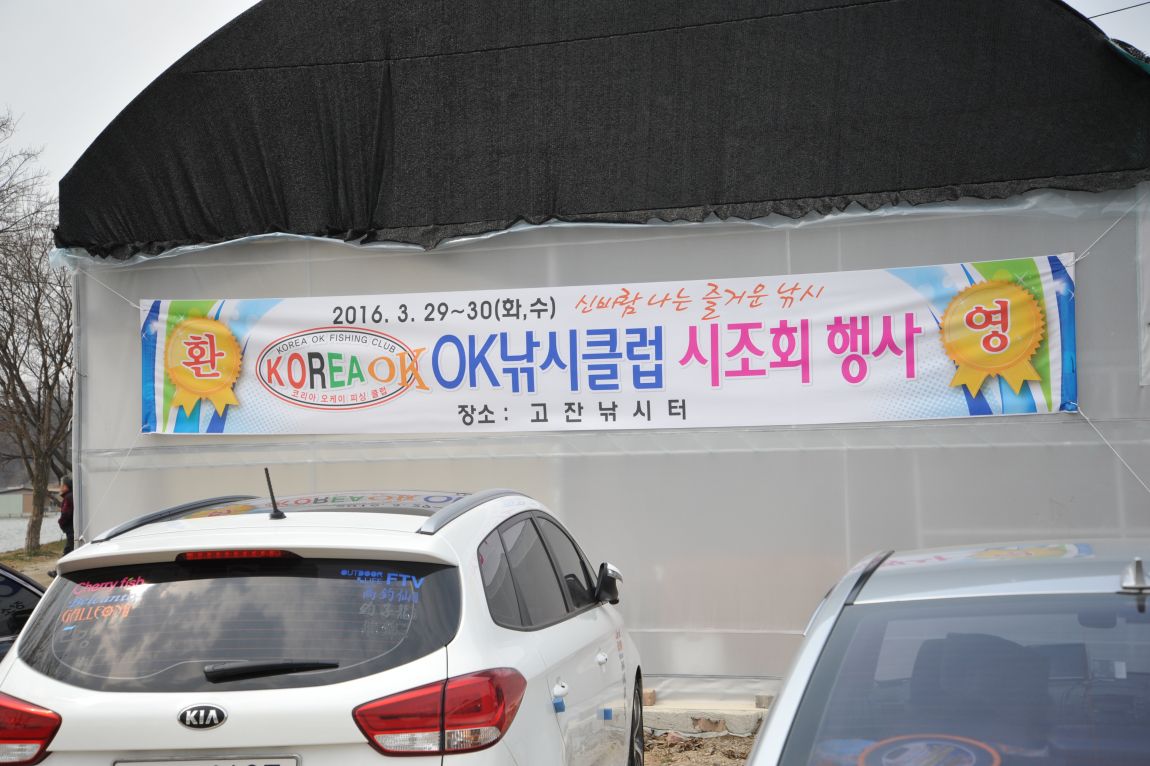 2016. 3. 29~30(화,수) 신바람 나는 즐거운 낚시
환
KOREA OK FISHING CLUB
KOREA OK
코리아 오케이 피싱 클럽
OK낚시클럽 시조회 행사
영
장소: 고잔낚시터
Cherry fish
GALLEON
OUTDOOR & LIFE FTV
KIA